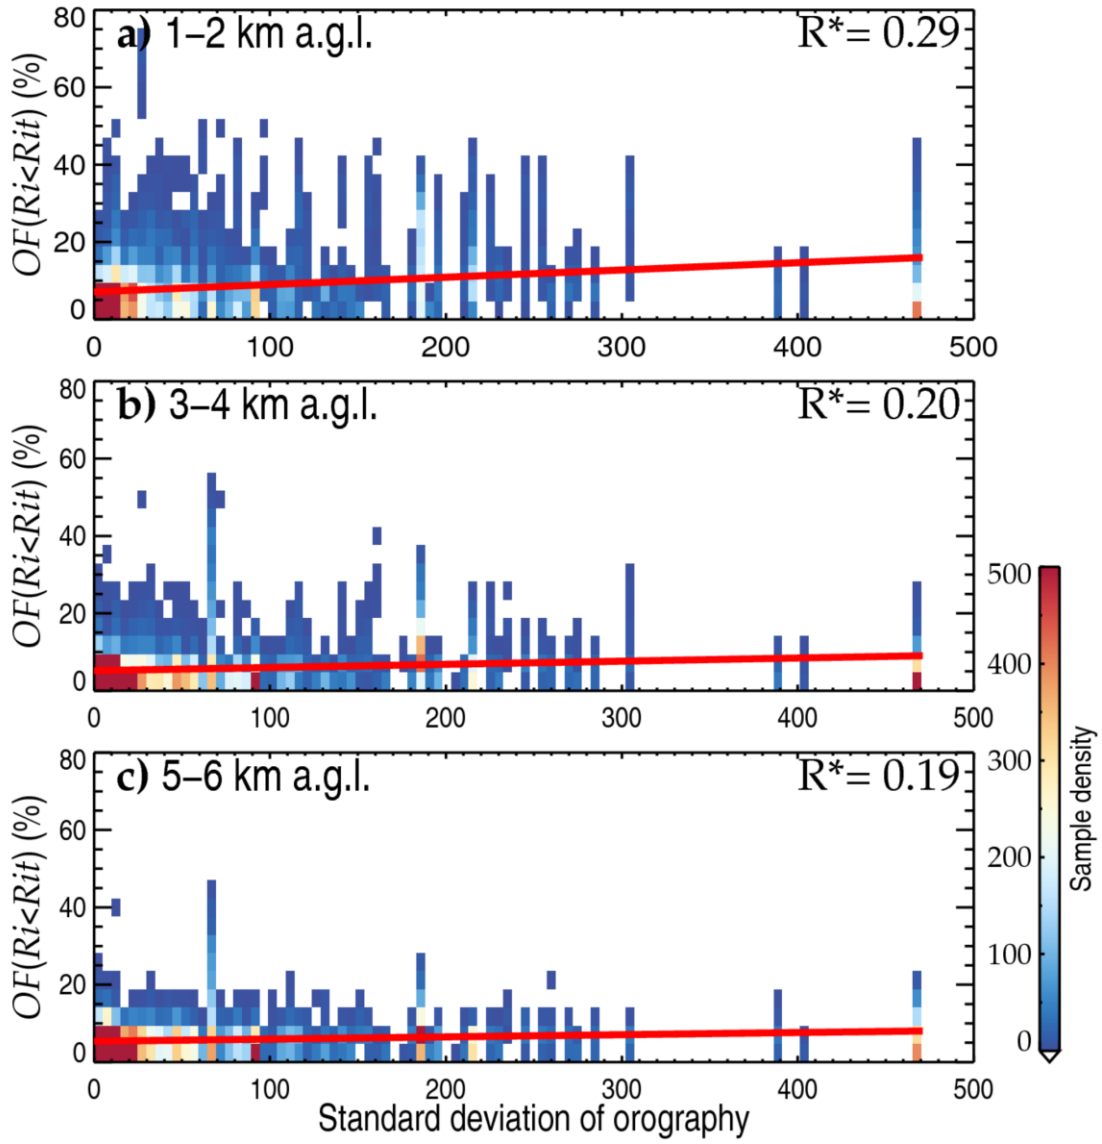 a) 1–2 km a.g.l.
R*= 0.29
OF(Ri<Rit) (%)
80
60
40
20
0
0 100 200 300 400 500
b) 3–4 km a.g.l.
R*= 0.20
OF(Ri<Rit) (%)
80
60
40
20
0
0 100 200 300 400 500
c) 5–6 km a.g.l.
R*= 0.19
OF(Ri<Rit) (%)
80
60
40
20
0
0 100 200 300 400 500
Standard deviation of orography
500
400
300
200
100
0
Sample density